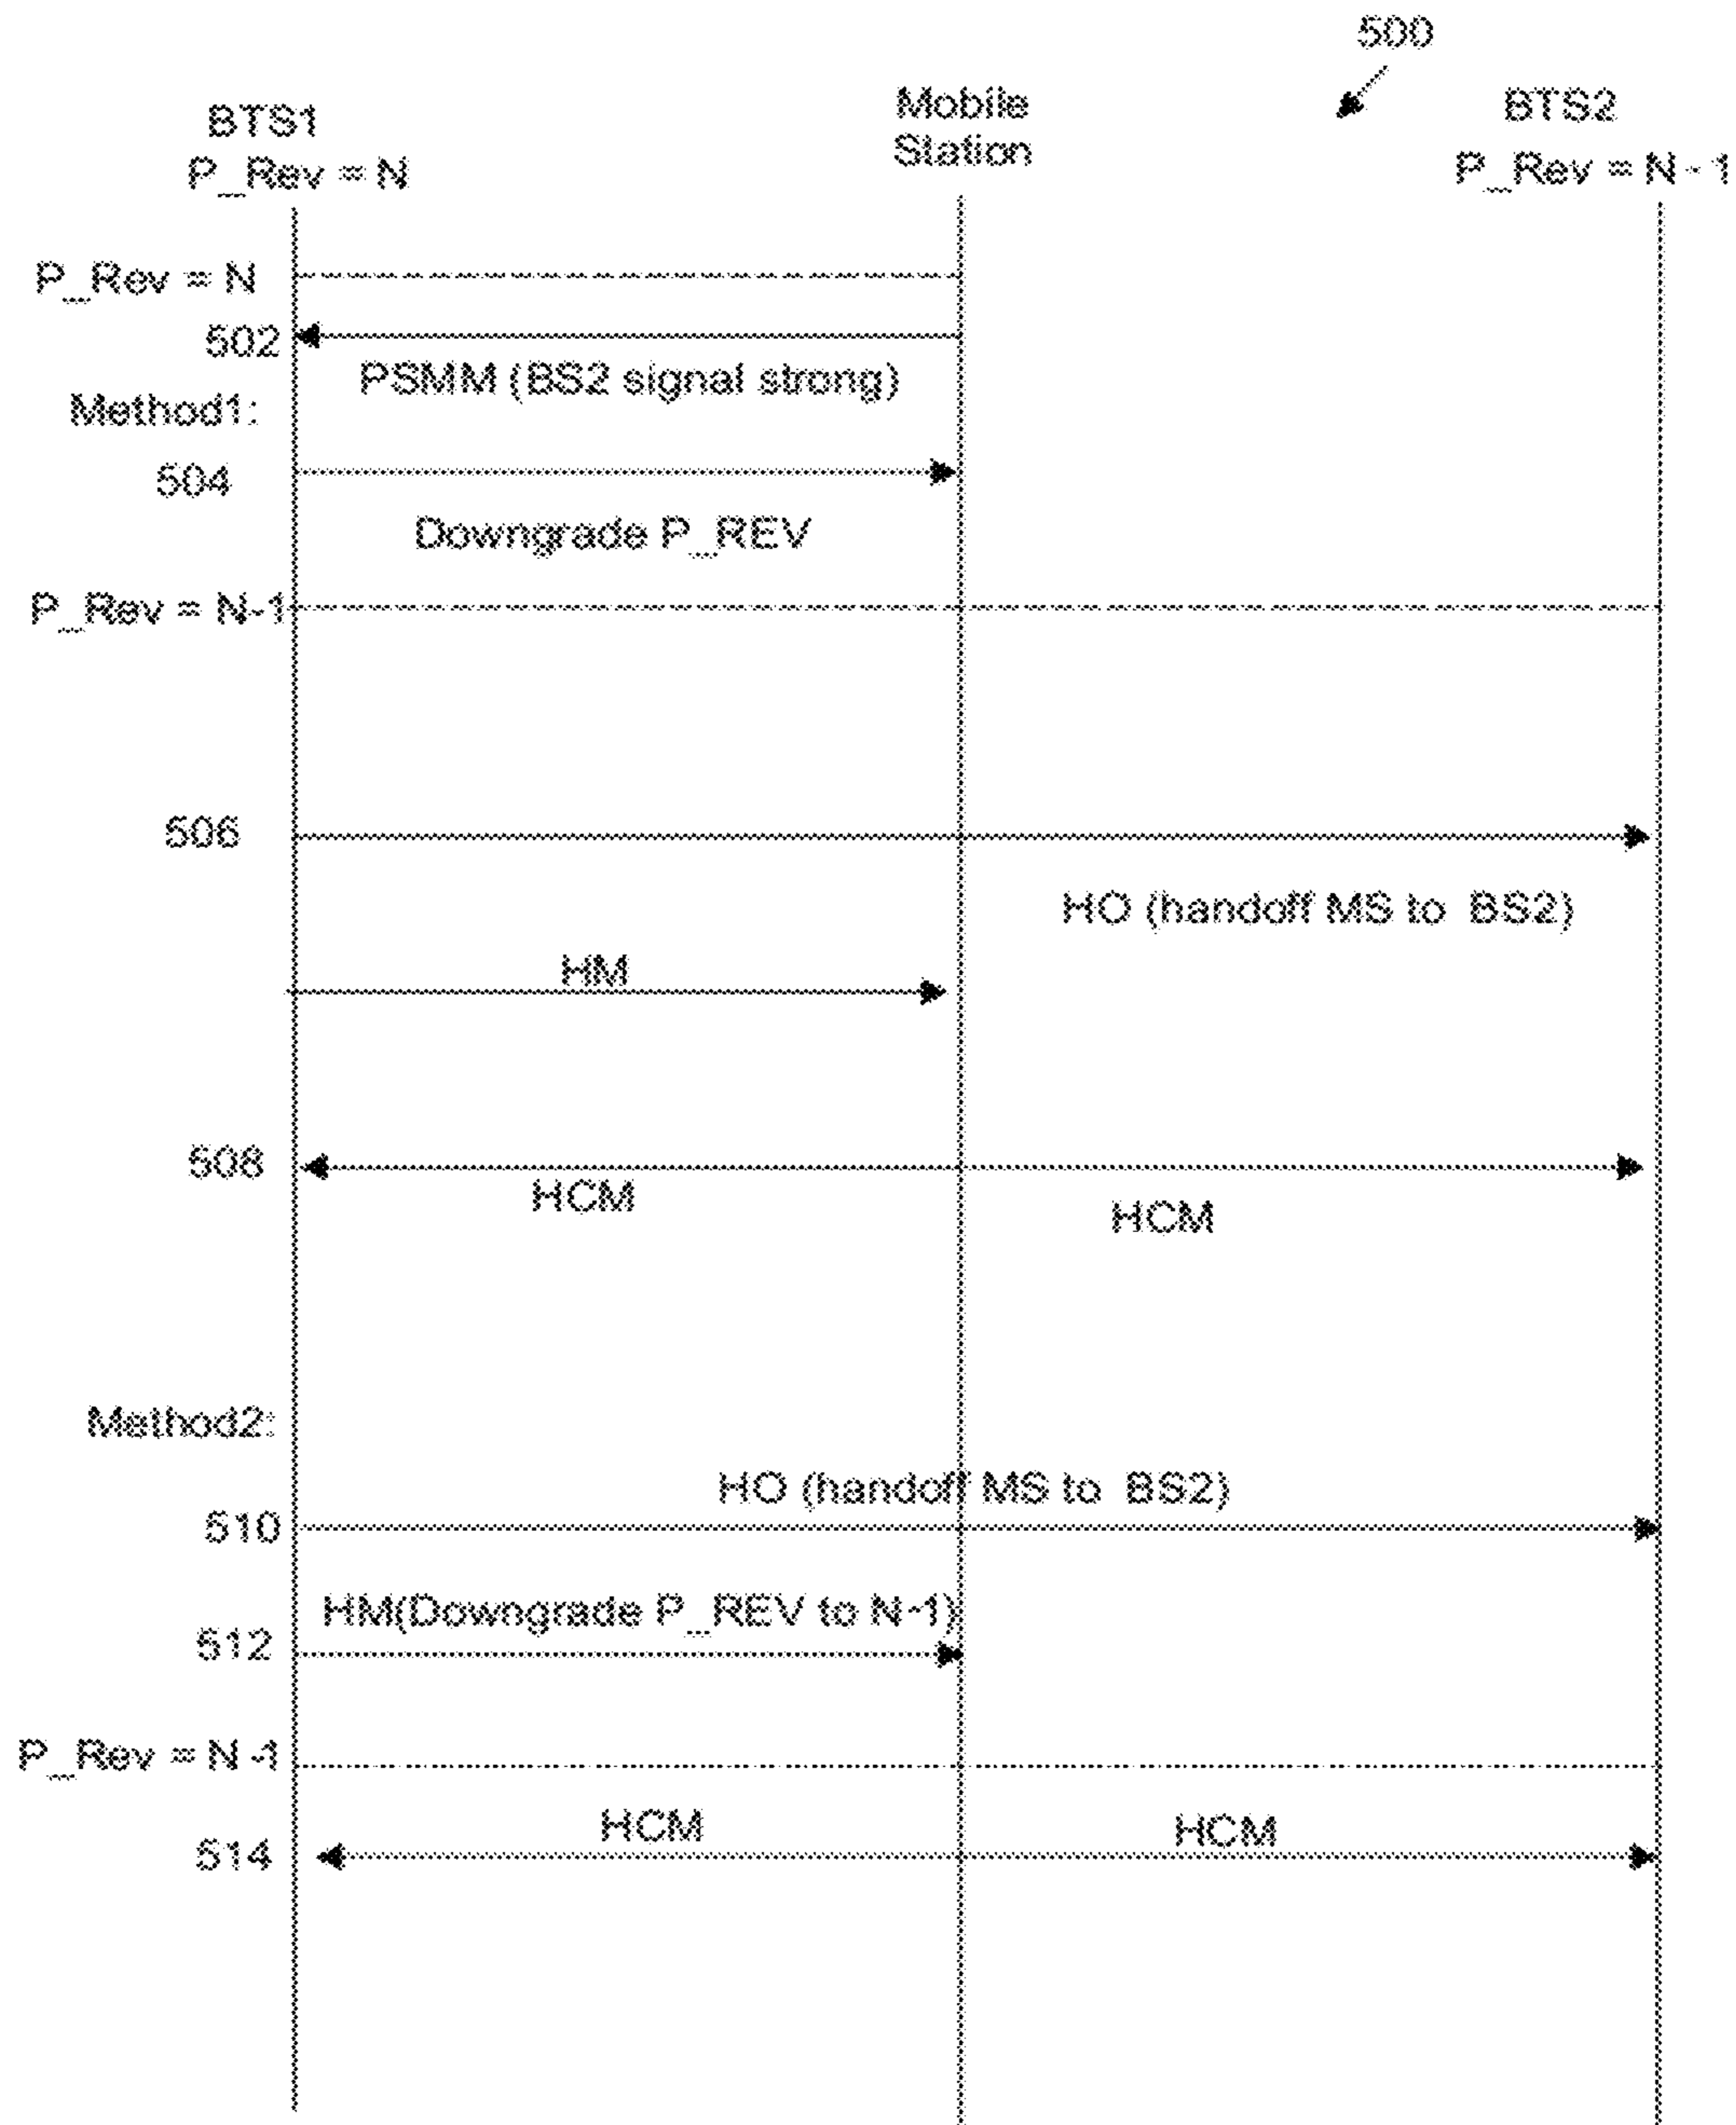 500
BTS1
P_Rev = N
Mobile
Station
BTS2
P_Rev = N - 1
P_Rev = N
502
PSMM (BS2 signal strong)
Method1:
504
Downgrade P_REV
P_Rev = N-1
506
HO (handoff MS to BS2)
HM
508
HCM
HCM
Method2:
HO (handoff MS to BS2)
510
HM(Downgrade P_REV to N-1)
512
P_Rev = N -1
HCM
HCM
514